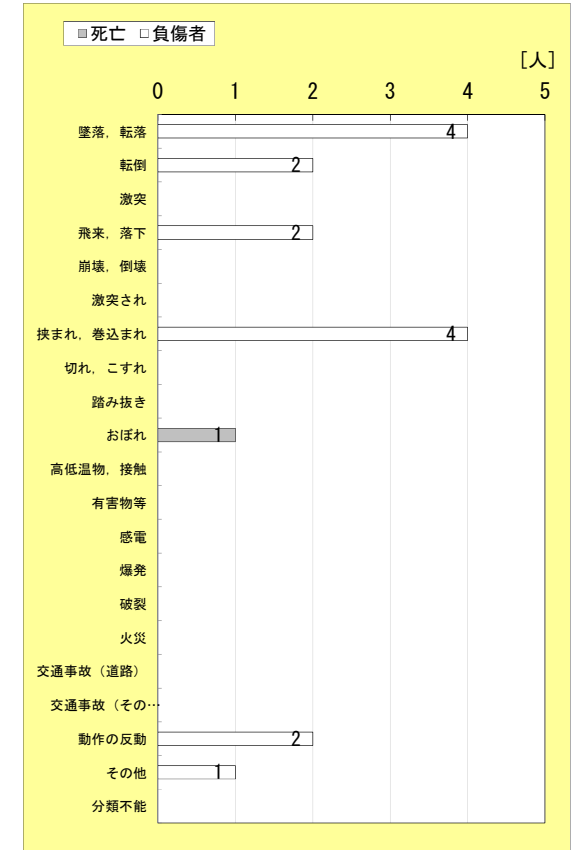 ■死亡 □負傷者
[人]
0 1 2 3 4 5
墜落，転落 4
転倒 2
激突
飛来，落下 2
崩壊，倒壊
激突され
挟まれ，巻込まれ 4
切れ，こすれ
踏み抜き
おぼれ 1
高低温物，接触
有害物等
感電
爆発
破裂
火災
交通事故（道路）
交通事故（その…
動作の反動 2
その他 1
分類不能